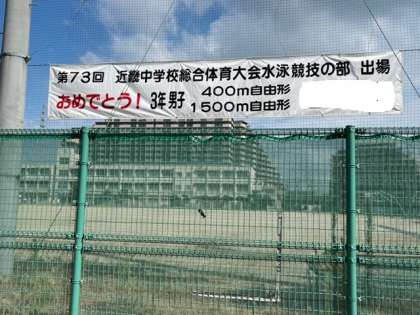 第73回 近畿中学校総合体育大会水泳競技の部 出場
おめでとう! 3年男子 400m自由形
1500m自由形